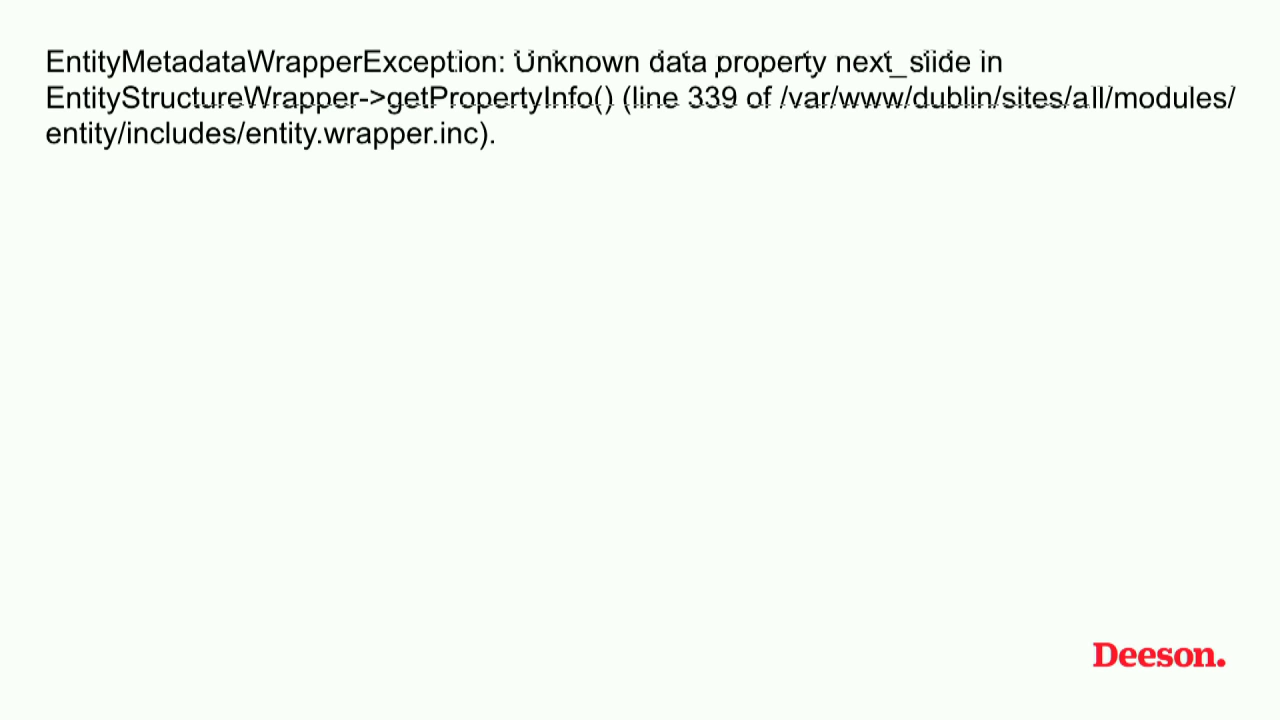 EntityMetadataWrapperException: Unknown data property next_slide in
EntityStructureWrapper->getPropertyInfo() (line 339 of /var/www/dublin/sites/all/modules/
entity/includes/entity.wrapper.inc).
Deeson.